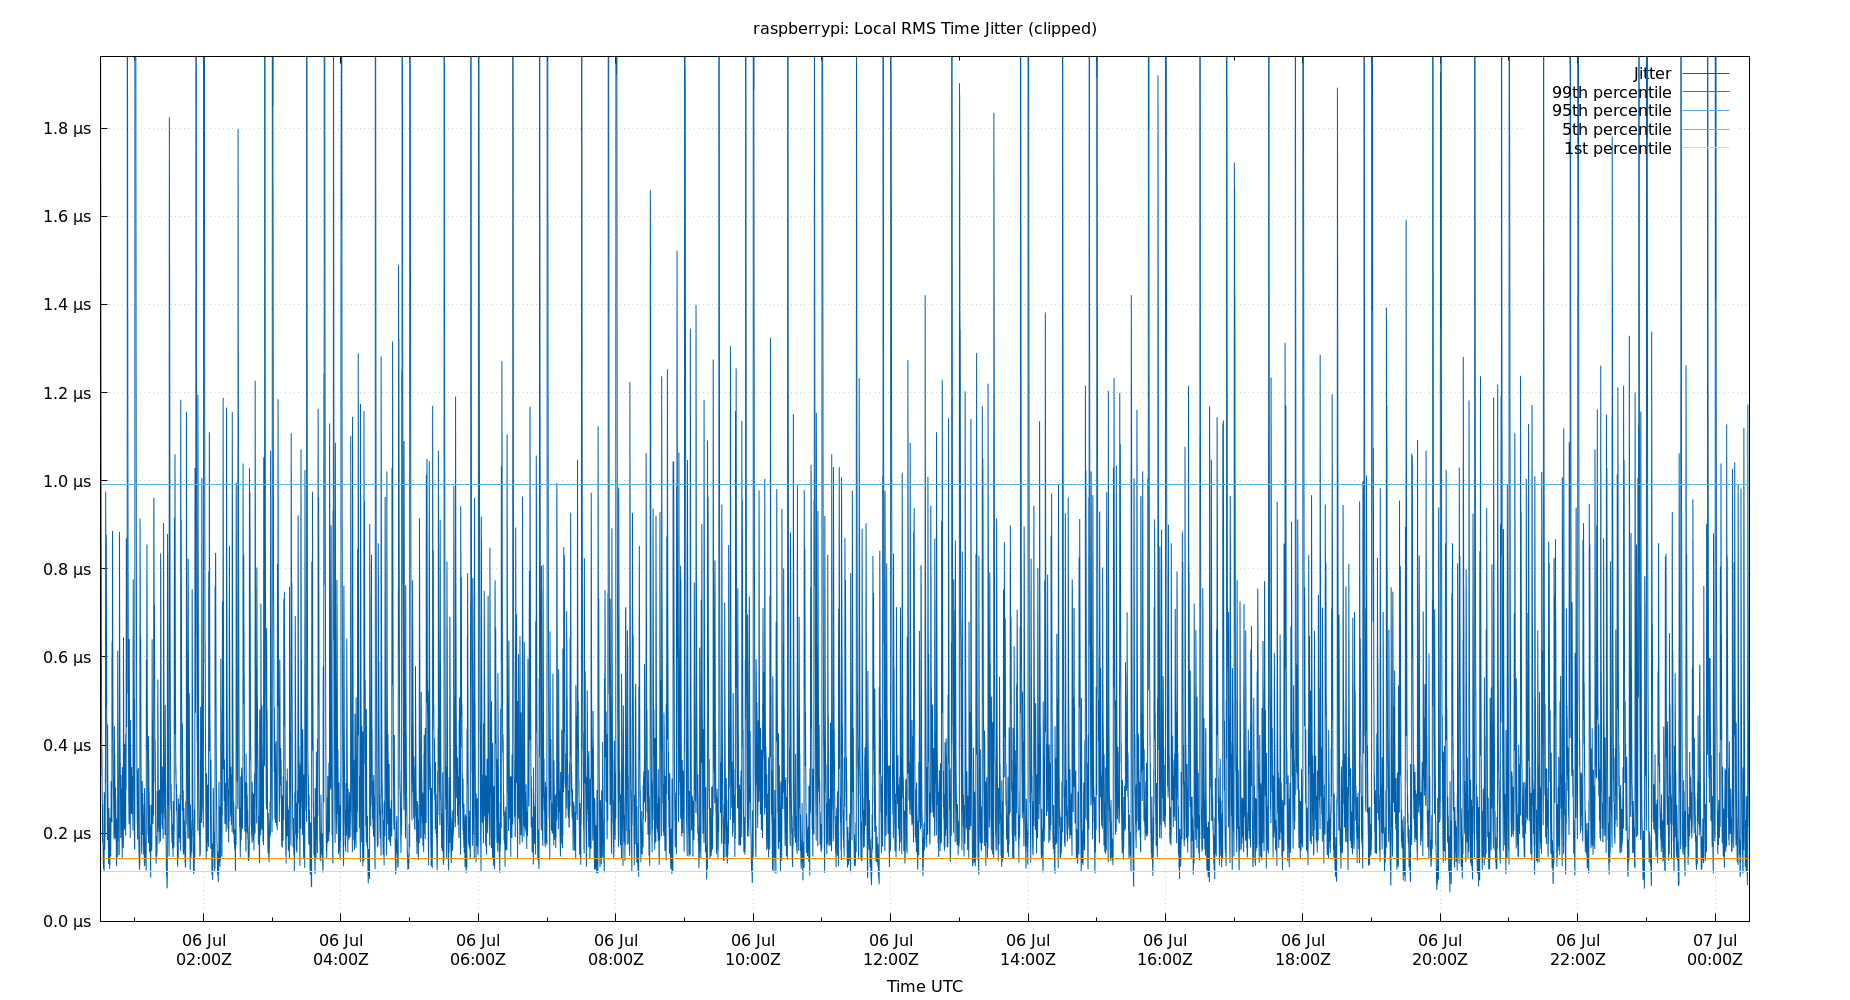 raspberrypi: Local RMS Time Jitter (clipped)
Jitter
99th percentile
95th percentile
5th percentile
1st percentile
1.8 µs
1.6 µs
1.4 µs
1.2 µs
1.0 µs
0.8 µs
0.6 µs
0.4 µs
0.2 µs
0.0 µs
06 Jul 06 Jul 06 Jul 06 Jul 06 Jul 06 Jul 06 Jul 06 Jul 06 Jul 06 Jul 06 Jul 07 Jul
02:00Z 04:00Z 06:00Z 08:00Z 10:00Z 12:00Z 14:00Z 16:00Z 18:00Z 20:00Z 22:00Z 00:00Z
Time UTC